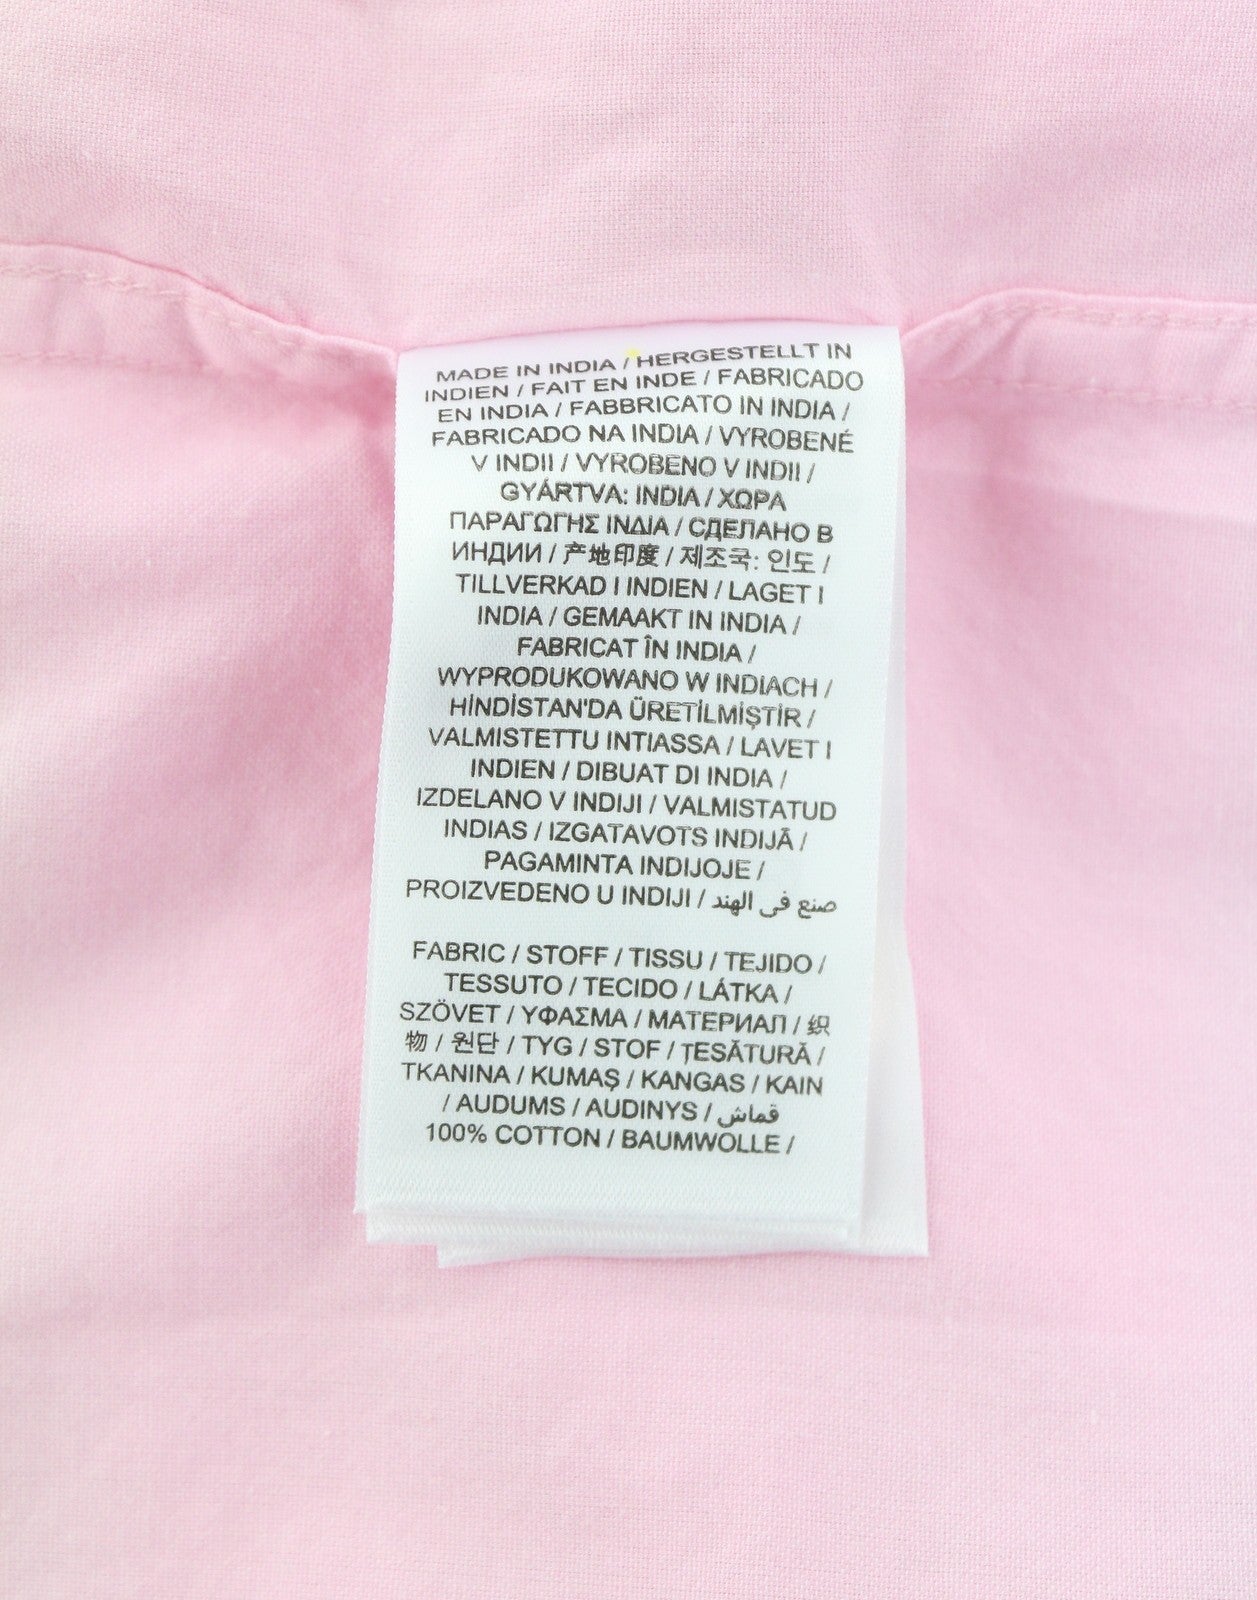 MADE IN INDIA / HERGESTELLT IN
INDIEN / FAIT EN INDE / FABRICADO
EN INDIA / FABBRICATO IN INDIA /
FABRICADO NA INDIA / VYROBENÉ
V INDII / VYROBENO V INDII /
GYÁRTVA: INDIA / ΧΩΡΑ
ΠΑΡΑΓΩΓΗΣ ΙΝΔΙΑ / СДЕЛАНО В
ИНДИИ / 产地印度 / 제조국: 인도 /
TILLVERKAD I INDIEN / LAGET I
INDIA / GEMAAKT IN INDIA /
FABRICAT ÎN INDIA /
WYPRODUKOWANO W INDIACH /
HİNDİSTAN'DA ÜRETİLMİŞTİR /
VALMISTETTU INTIASSA / LAVET I
INDIEN / DIBUAT DI INDIA /
IZDELANO V INDIJI / VALMISTATUD
INDIAS / IZGATAVOTS INDIJĀ /
PAGAMINTA INDIJOJE /
PROIZVEDENO U INDIJI / صنع في الهند
FABRIC / STOFF / TISSU / TEJIDO /
TESSUTO / TECIDO / LÁTKA /
SZÖVET / ΥΦΑΣΜΑ / МАТЕРИАЛ / 织
物 / 원단 / TYG / STOF / ȚESĂTURĂ /
TKANINA / KUMAŞ / KANGAS / KAIN
/ AUDUMS / AUDINYS / قماش
100% COTTON / BAUMWOLLE /